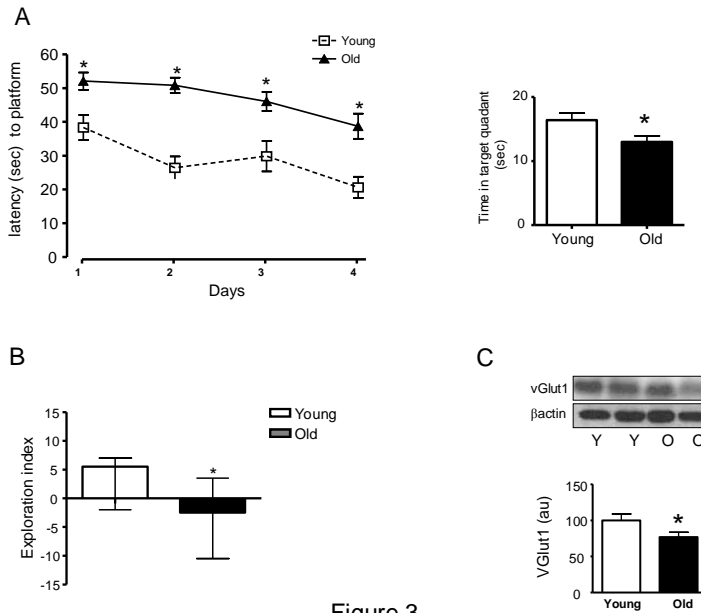 A
Young
Old
latency (sec) to platform
60
50
40
30
20
10
0
* * * *
1 2 3 4
Days
Time in target quadant
(sec)
20
10
0
*
Young Old
B
Young
Old
Exploration index
15
10
5
0
-5
-10
-15
*
C
vGlut1
βactin
Y Y O
VGlut1 (au)
150
100
50
0
*
Young Old